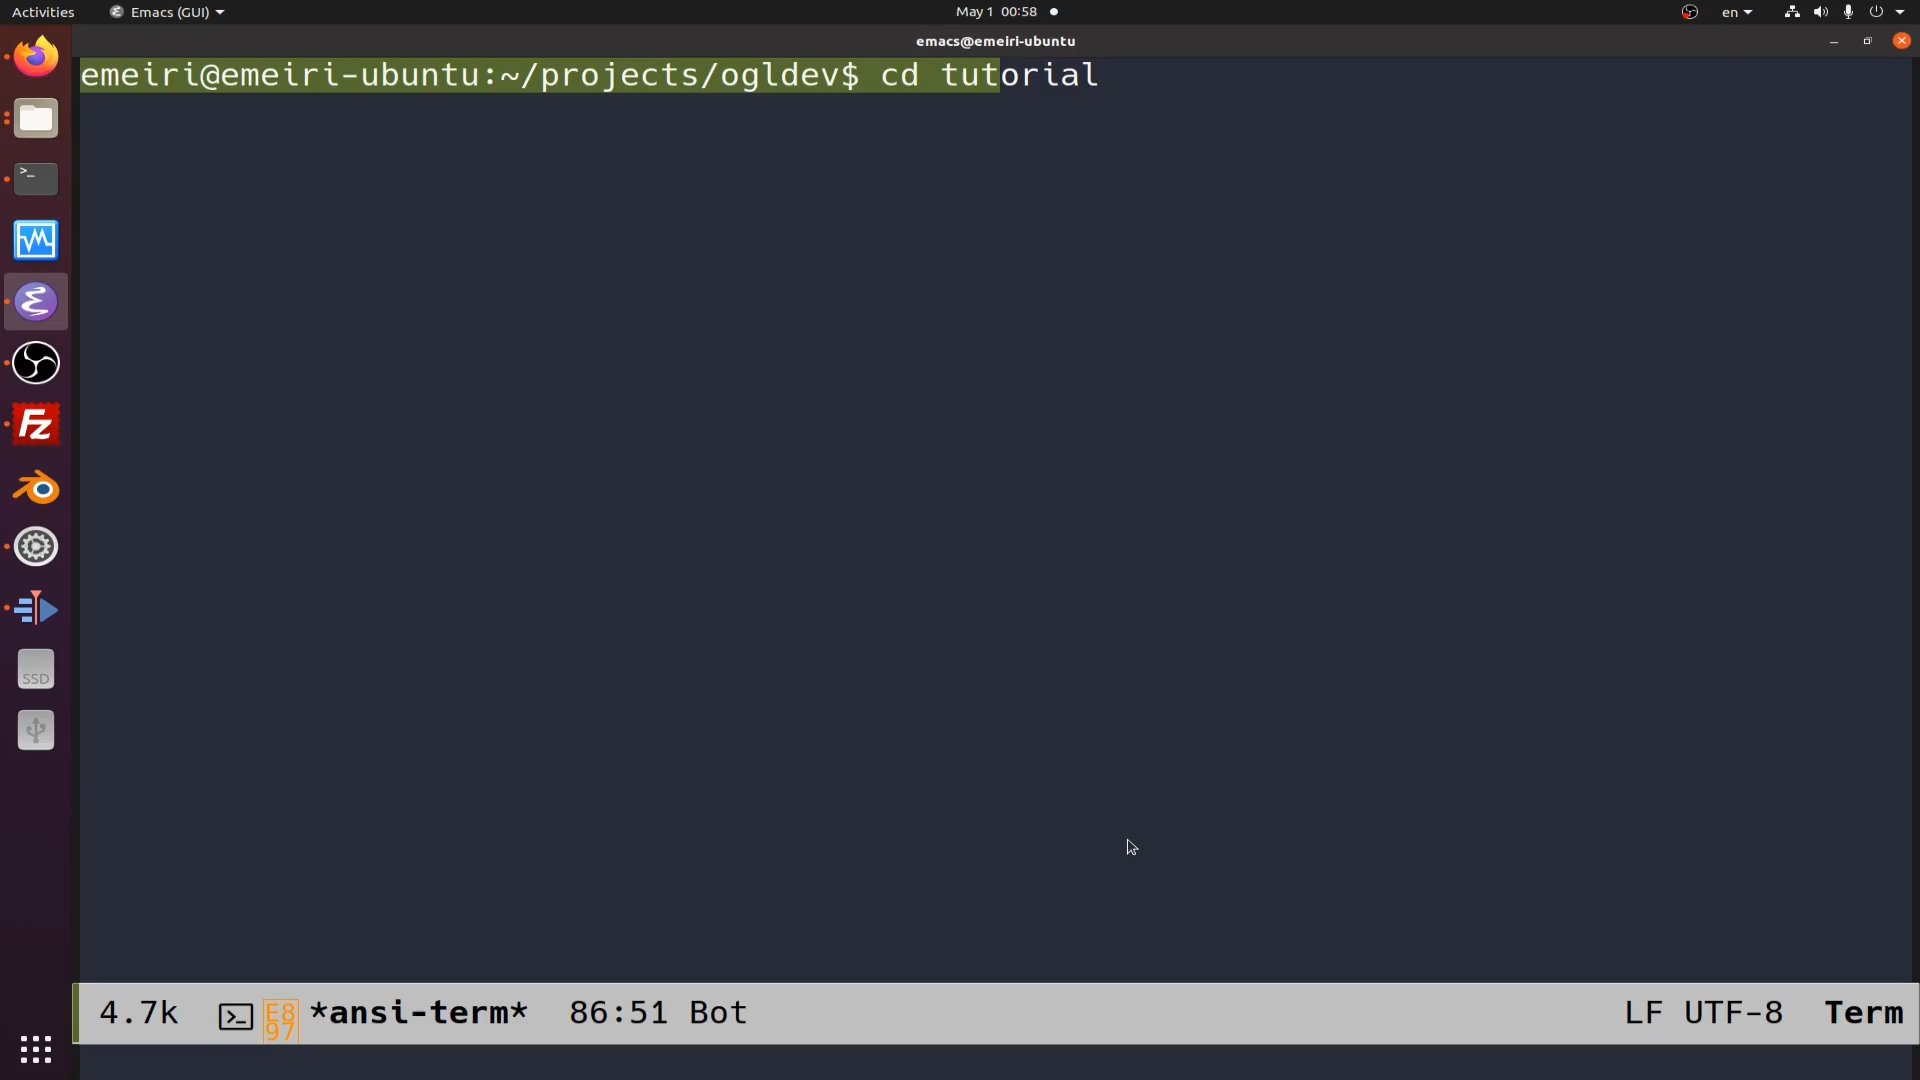 Activities
Emacs (GUI)
May 1 00:58
en
emacs@emeiri-ubuntu
emeiri@emeiri-ubuntu:~/projects/ogldev$ cd tutorial
>_
Fz
SSD
4.7k
E8
97
*ansi-term*
86:51 Bot
LF UTF-8
Term